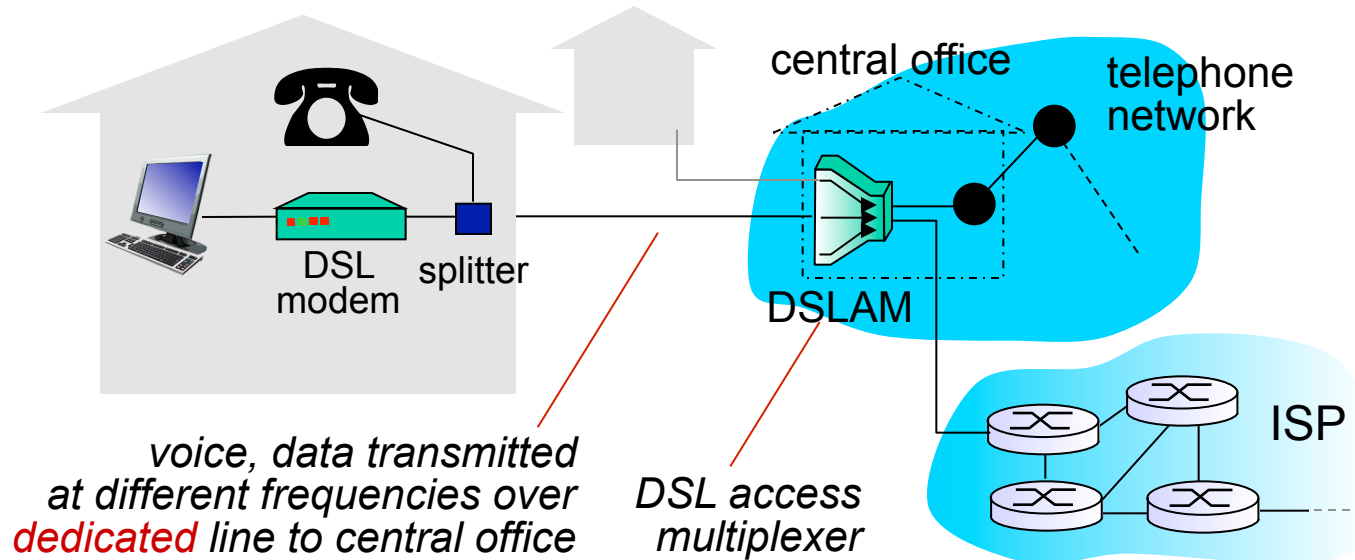 central office
telephone
network
DSL
modem
splitter
DSLAM
ISP
voice, data transmitted
at different frequencies over
dedicated line to central office
DSL access
multiplexer